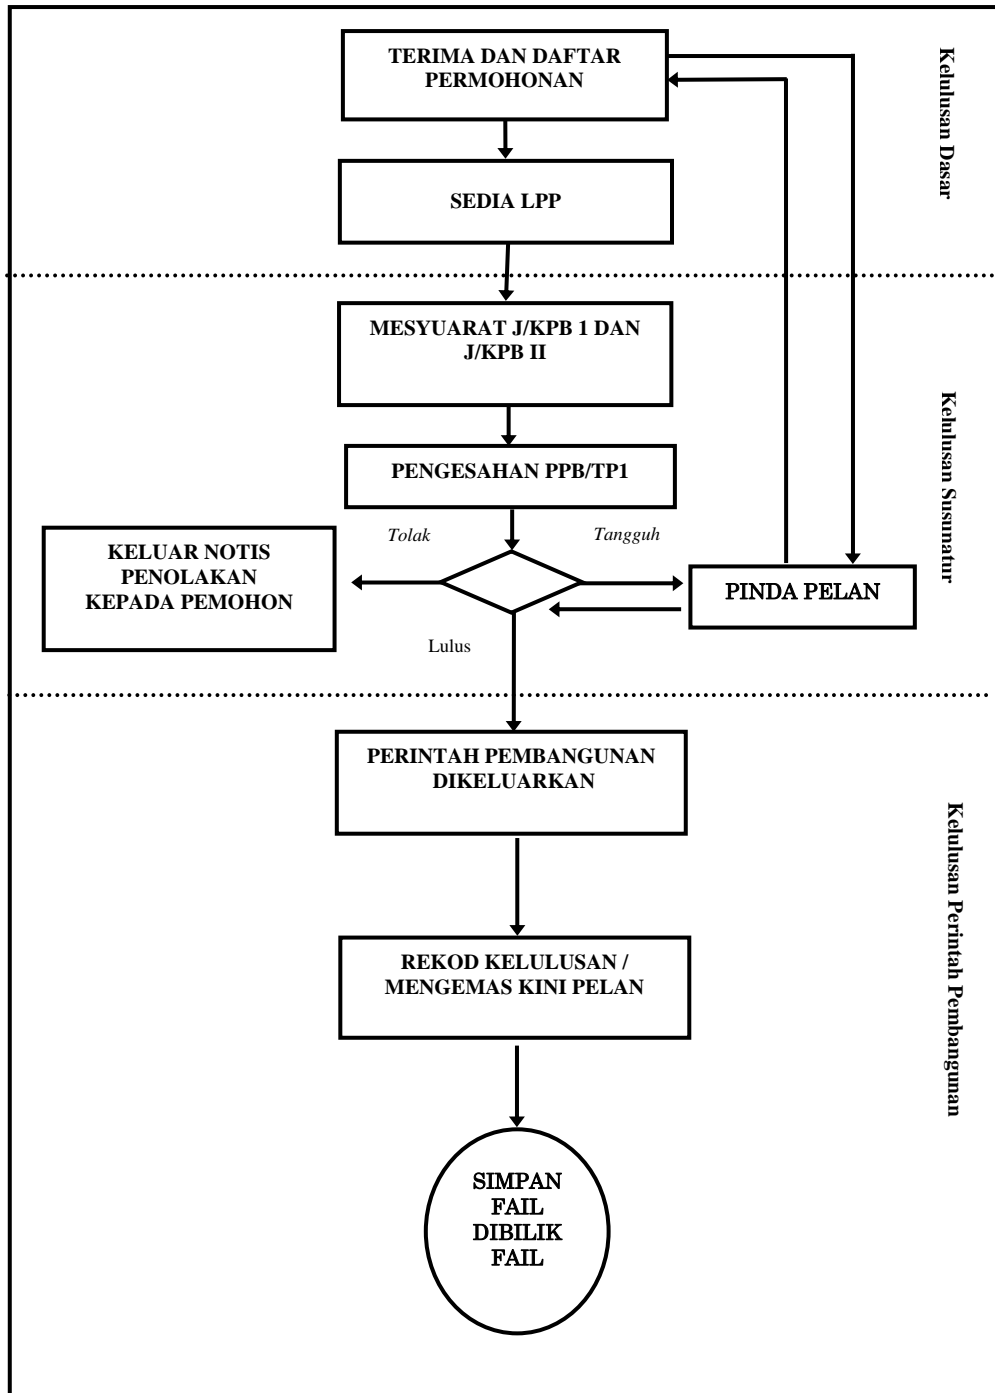 TERIMA DAN DAFTAR
PERMOHONAN
Kelulusan Dasar
SEDIA LPP
MESYUARAT J/KPB 1 DAN
J/KPB II
Kelulusan Susunatur
PENGESAHAN PPB/TP1
Tolak
Tangguh
KELUAR NOTIS
PENOLAKAN
KEPADA PEMOHON
PINDA PELAN
Lulus
PERINTAH PEMBANGUNAN
DIKELUARKAN
Kelulusan Perintah Pembangunan
REKOD KELULUSAN /
MENGEMAS KINI PELAN
SIMPAN
FAIL
DIBILIK
FAIL